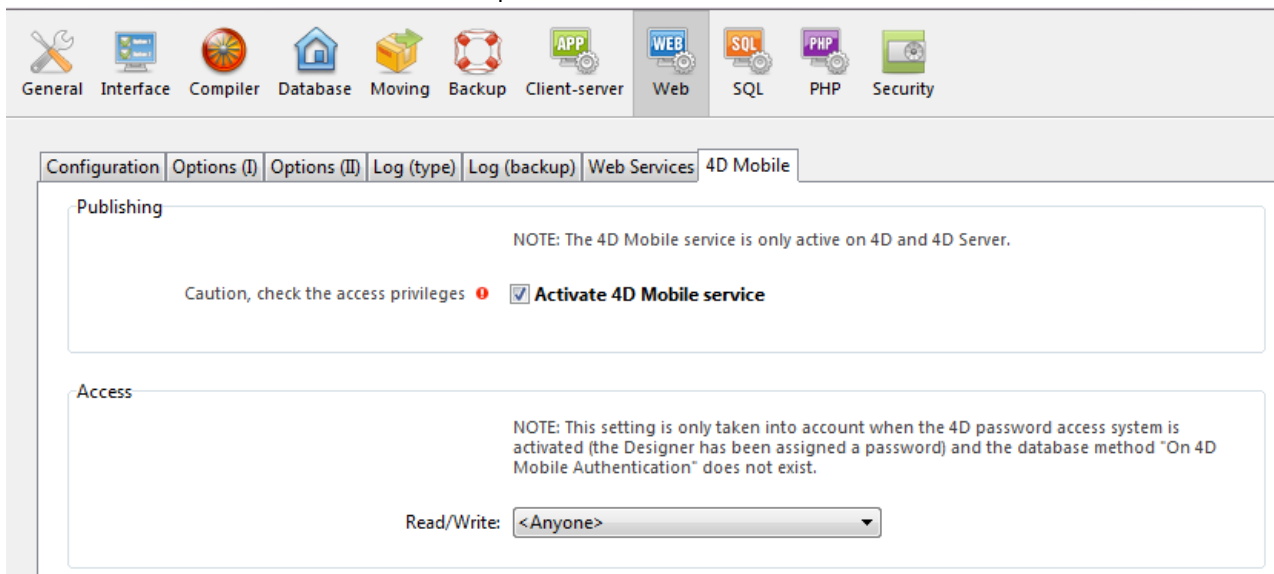 APP WEB SQL PHP
General Interface Compiler Database Moving Backup Client-server Web SQL PHP Security
Configuration Options (I) Options (II) Log (type) Log (backup) Web Services 4D Mobile
Publishing
NOTE: The 4D Mobile service is only active on 4D and 4D Server.
Caution, check the access privileges Activate 4D Mobile service
Access
NOTE: This setting is only taken into account when the 4D password access system is
activated (the Designer has been assigned a password) and the database method "On 4D
Mobile Authentication" does not exist.
Read/Write: <Anyone>